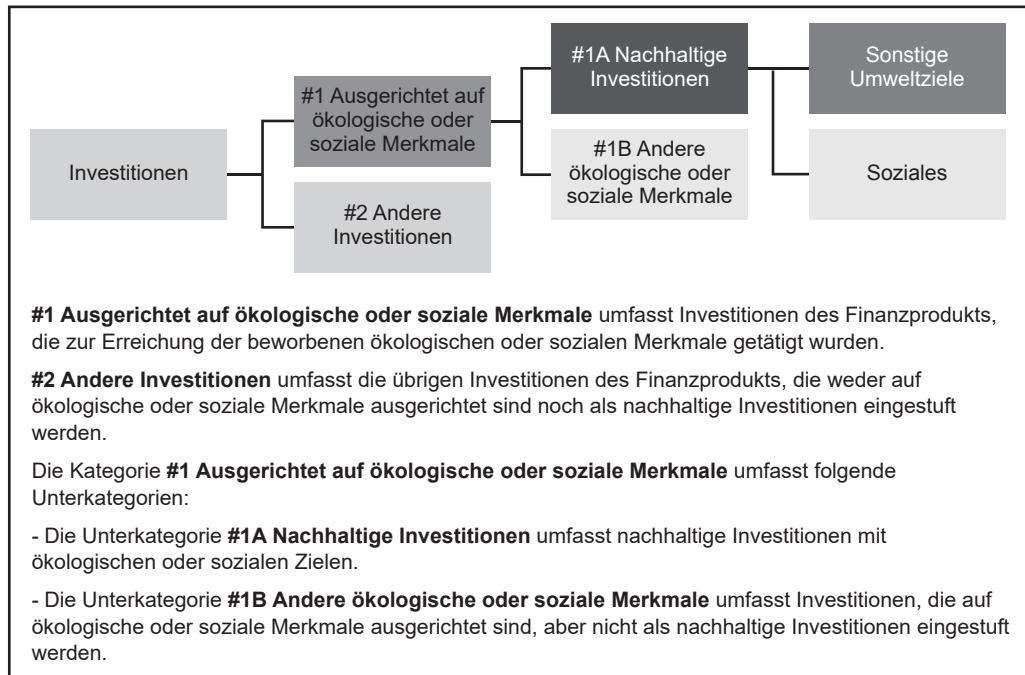 Investitionen
#1 Ausgerichtet auf
ökologische oder
soziale Merkmale
#2 Andere
Investitionen
#1A Nachhaltige
Investitionen
#1B Andere
ökologische oder
soziale Merkmale
Sonstige
Umweltziele
Soziales
#1 Ausgerichtet auf ökologische oder soziale Merkmale umfasst Investitionen des Finanzprodukts,
die zur Erreichung der beworbenen ökologischen oder sozialen Merkmale getätigt wurden.
#2 Andere Investitionen umfasst die übrigen Investitionen des Finanzprodukts, die weder auf
ökologische oder soziale Merkmale ausgerichtet sind noch als nachhaltige Investitionen eingestuft
werden.
Die Kategorie #1 Ausgerichtet auf ökologische oder soziale Merkmale umfasst folgende
Unterkategorien:
- Die Unterkategorie #1A Nachhaltige Investitionen umfasst nachhaltige Investitionen mit
ökologischen oder sozialen Zielen.
- Die Unterkategorie #1B Andere ökologische oder soziale Merkmale umfasst Investitionen, die auf
ökologische oder soziale Merkmale ausgerichtet sind, aber nicht als nachhaltige Investitionen eingestuft
werden.